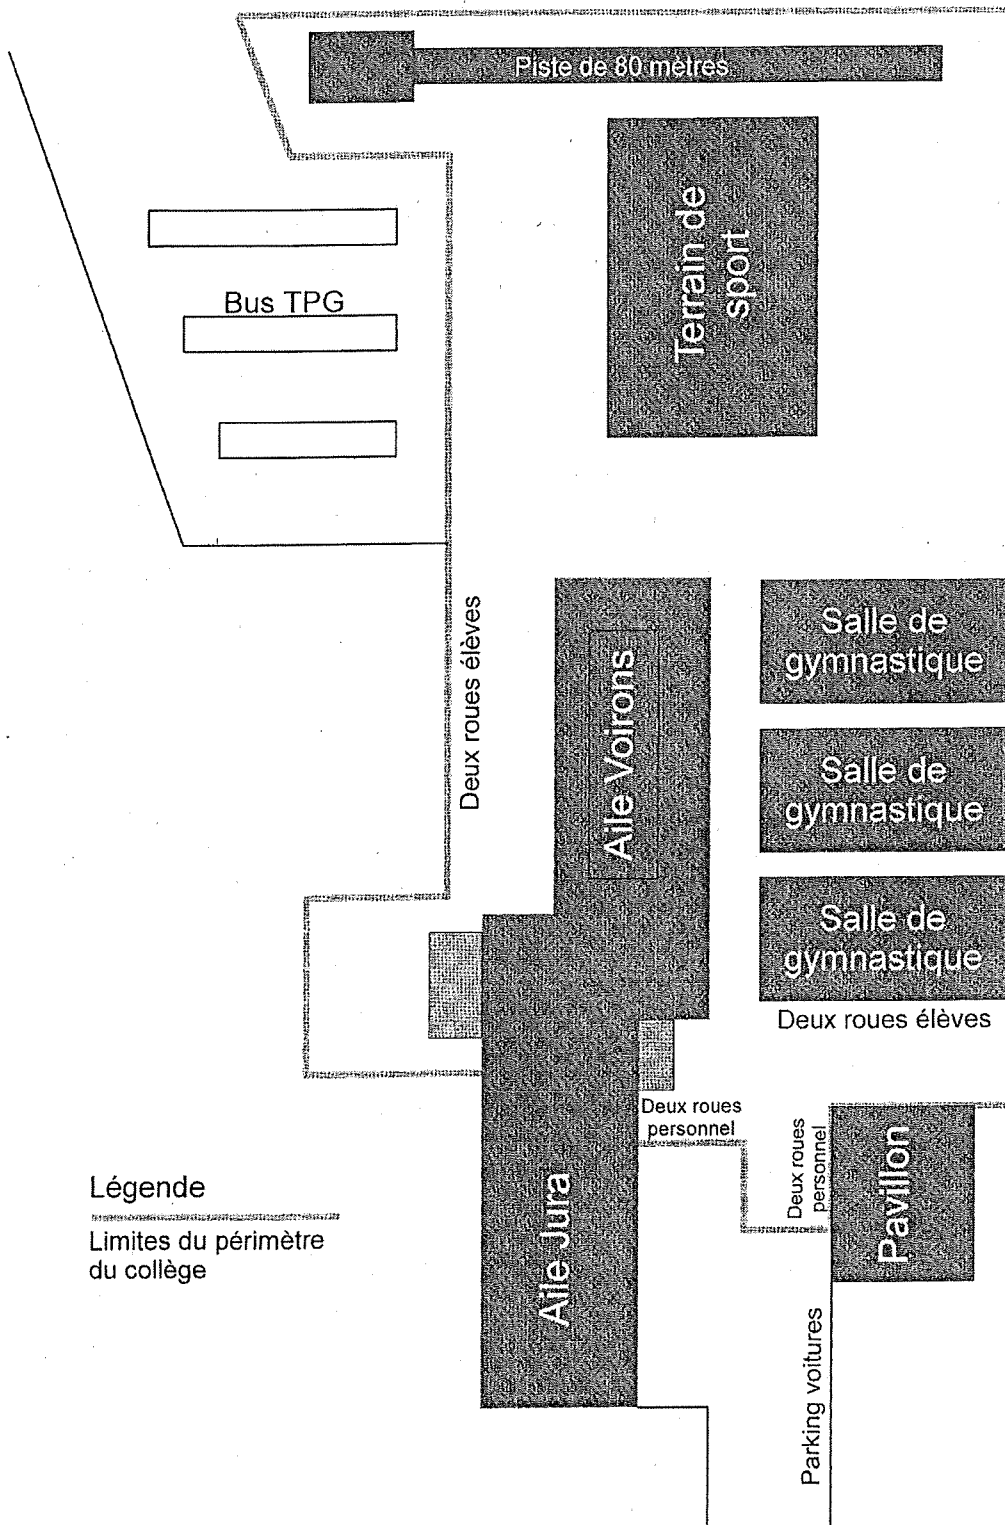 Piste de 80 mètres
Terrain de
sport
Bus TPG
Deux roues élèves
Aile Voirons
Salle de
gymnastique
Salle de
gymnastique
Salle de
gymnastique
Deux roues élèves
Deux roues
personnel
Deux roues
personnel
Pavillon
Aile Jura
Légende
Limites du périmètre
du collège
Parking voitures